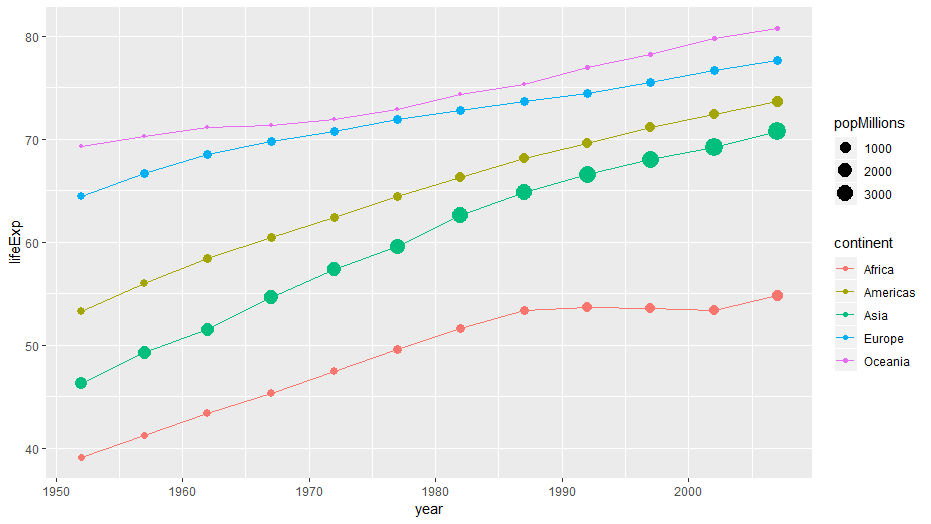 80
70
60
50
40
lifeExp
1950 1960 1970 1980 1990 2000
year
popMillions
1000
2000
3000
continent
Africa
Americas
Asia
Europe
Oceania